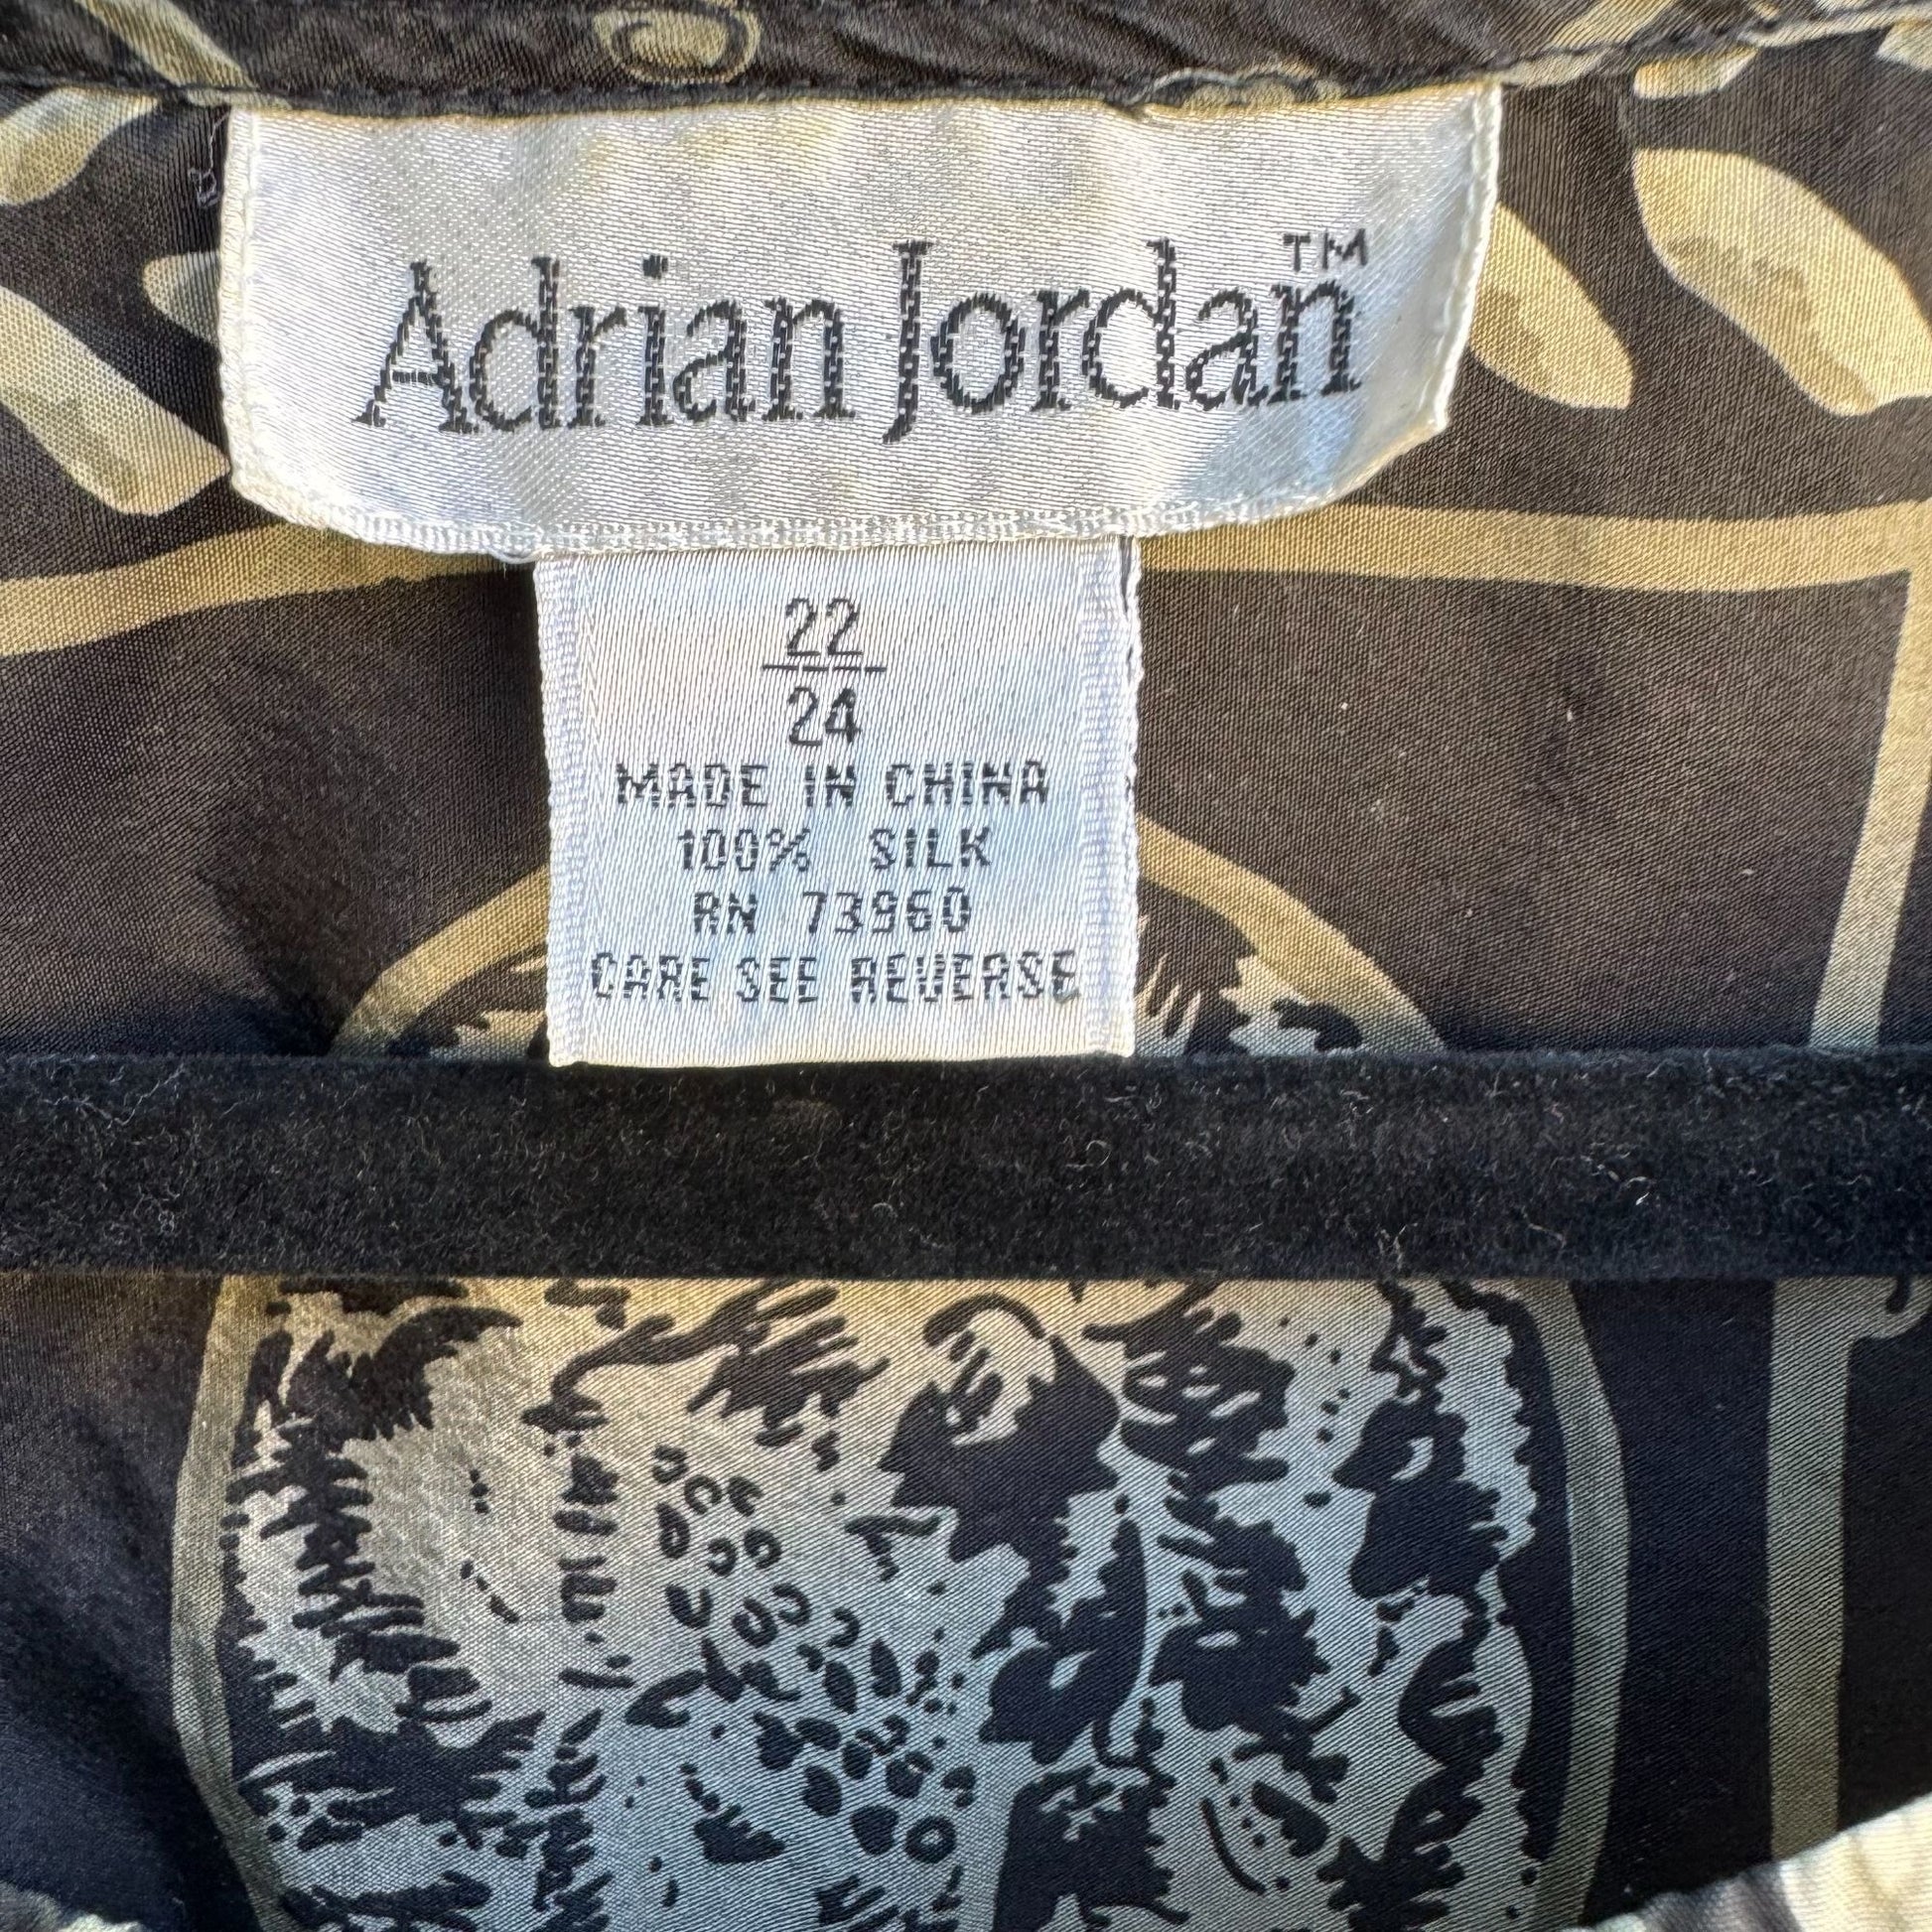 Adrian Jordan™
22
24
MADE IN CHINA
100% SILK
RN 73960
CARE SEE REVERSE